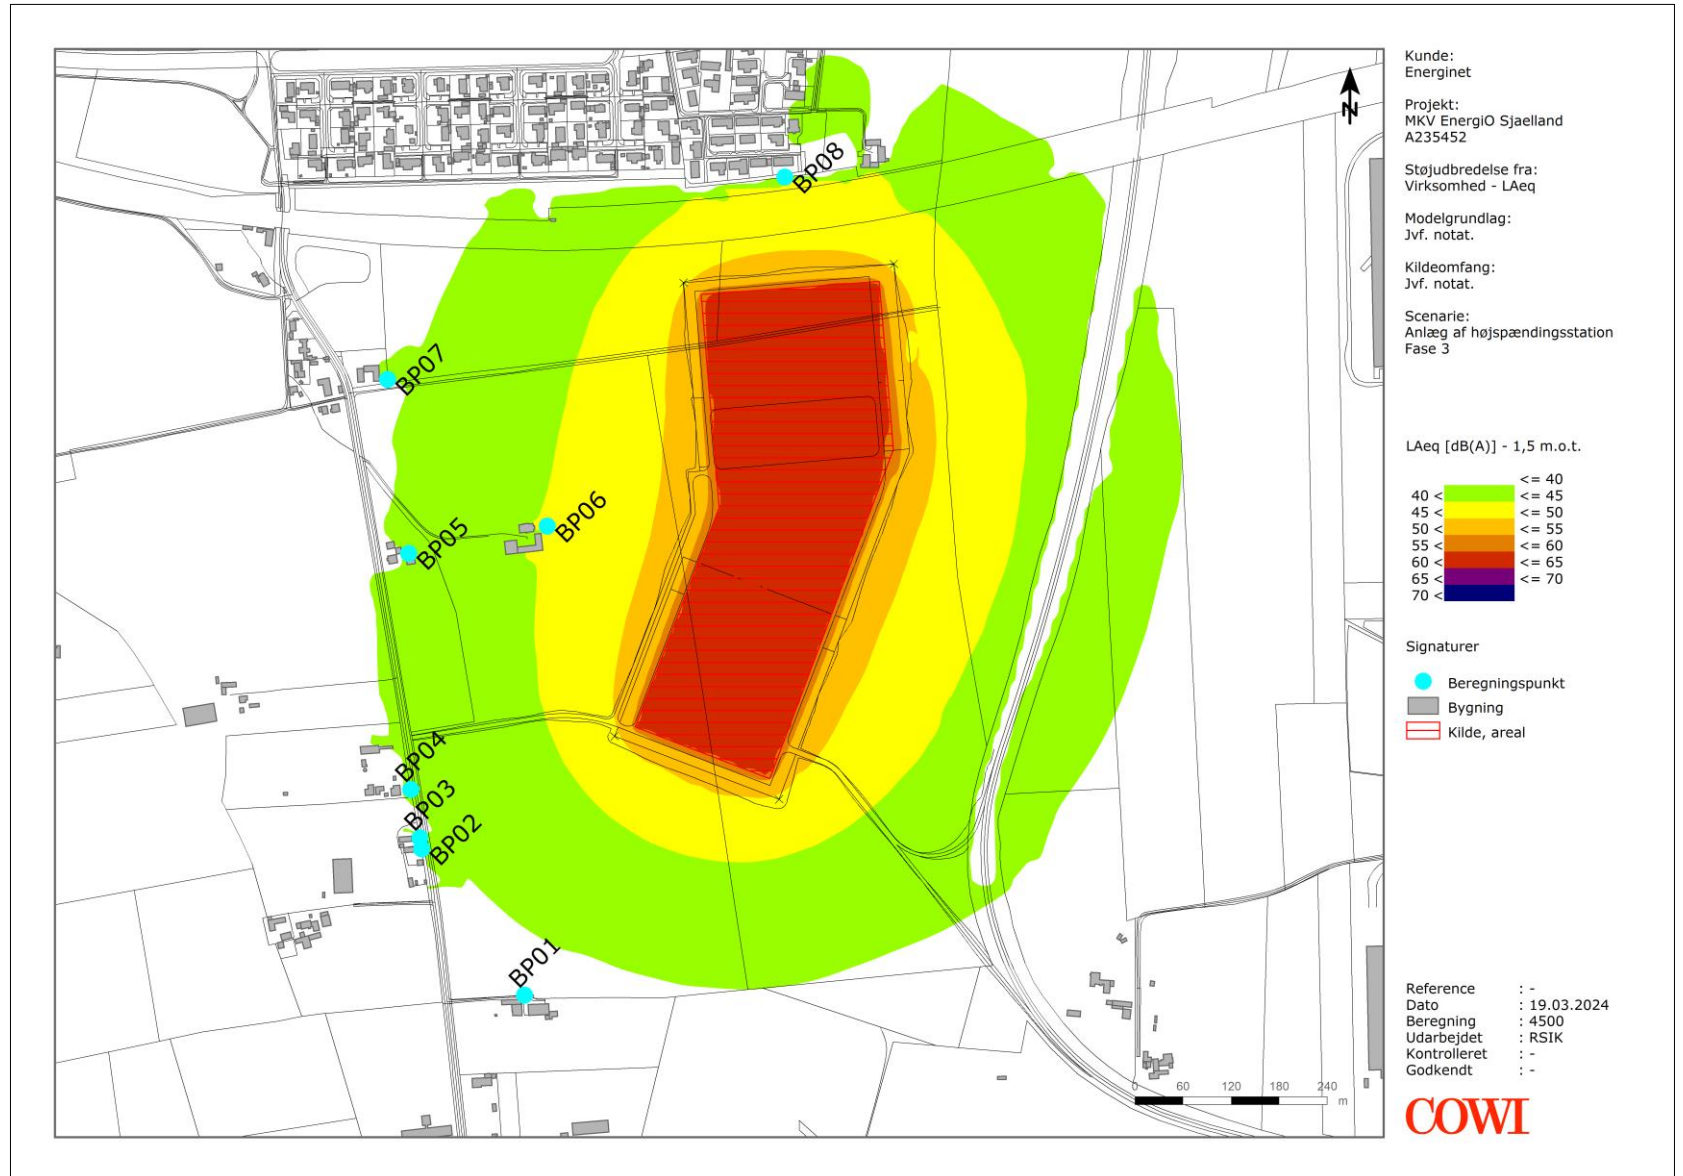 BP08
BP07
BP06
BP05
BP04
BP03
BP02
BP01
N
0 60 120 180 240
m
Kunde:
Energinet
Projekt:
MKV EnergiO Sjaelland
A235452
Støjudbredelse fra:
Virksomhed - LAeq
Modelgrundlag:
Jvf. notat.
Kildeomfang:
Jvf. notat.
Scenarie:
Anlæg af højspændingsstation
Fase 3
LAeq [dB(A)] - 1,5 m.o.t.
<= 40
40 < <= 45
45 < <= 50
50 < <= 55
55 < <= 60
60 < <= 65
65 < <= 70
70 <
Signaturer
Beregningspunkt
Bygning
Kilde, areal
Reference : -
Dato : 19.03.2024
Beregning : 4500
Udarbejdet : RSIK
Kontrolleret : -
Godkendt : -
COWI